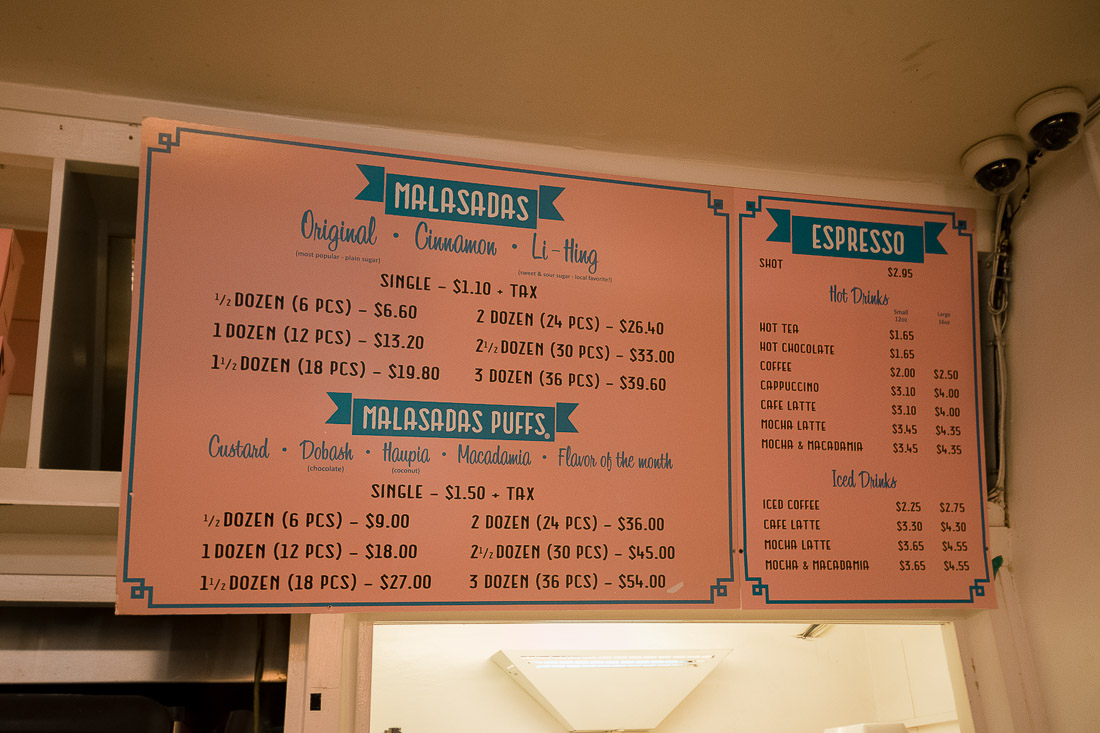 MALASADAS
Original • Cinnamon • Li-Hing
(most popular - plain sugar)
(sweet & sour sugar - local favorite!)
SINGLE – $1.10 + TAX
1/2 DOZEN (6 PCS) – $6.60
1 DOZEN (12 PCS) – $13.20
1 1/2 DOZEN (18 PCS) – $19.80
2 DOZEN (24 PCS) – $26.40
2 1/2 DOZEN (30 PCS) – $33.00
3 DOZEN (36 PCS) – $39.60
MALASADAS PUFFS®
Custard • Dobash • Haupia • Macadamia • Flavor of the month
(chocolate) (coconut)
SINGLE – $1.50 + TAX
1/2 DOZEN (6 PCS) – $9.00
1 DOZEN (12 PCS) – $18.00
1 1/2 DOZEN (18 PCS) – $27.00
2 DOZEN (24 PCS) – $36.00
2 1/2 DOZEN (30 PCS) – $45.00
3 DOZEN (36 PCS) – $54.00
ESPRESSO
SHOT $2.95
Hot Drinks
Small Large
12oz 16oz
HOT TEA $1.65
HOT CHOCOLATE $1.65
COFFEE $2.00 $2.50
CAPPUCCINO $3.10 $4.00
CAFE LATTE $3.10 $4.00
MOCHA LATTE $3.45 $4.35
MOCHA & MACADAMIA $3.45 $4.35
Iced Drinks
ICED COFFEE $2.25 $2.75
CAFE LATTE $3.30 $4.30
MOCHA LATTE $3.65 $4.55
MOCHA & MACADAMIA $3.65 $4.55